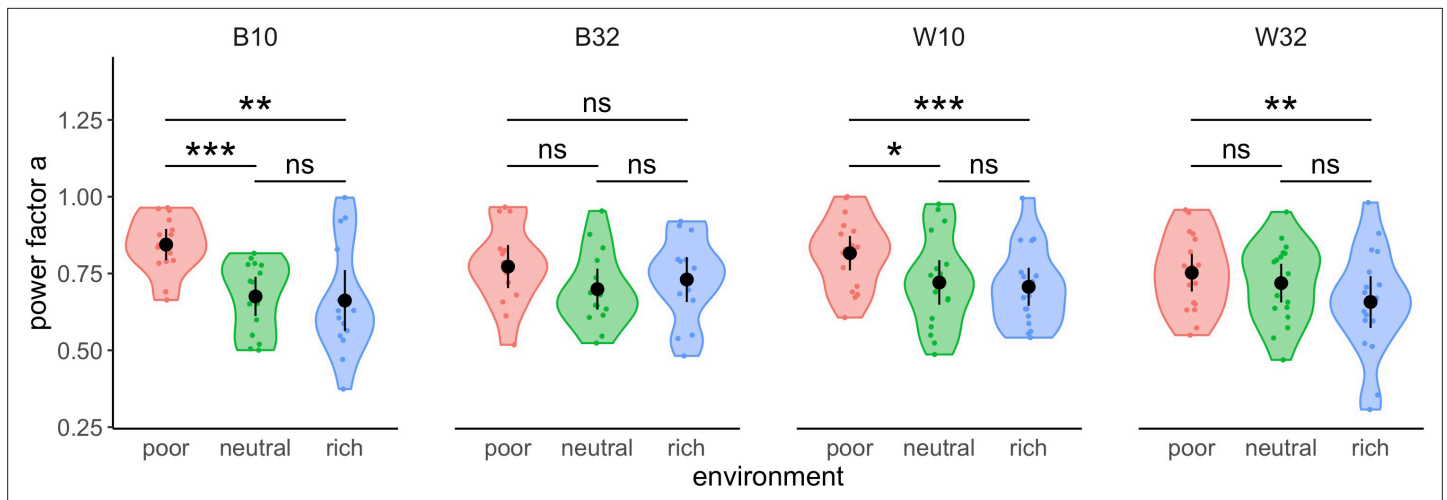 B10 B32 W10 W32
** ns *** **
1.25
*** ns ns ns * ns ns ns
1.00
0.75
0.50
0.25
power factor a
poor neutral rich poor neutral rich poor neutral rich poor neutral rich
environment